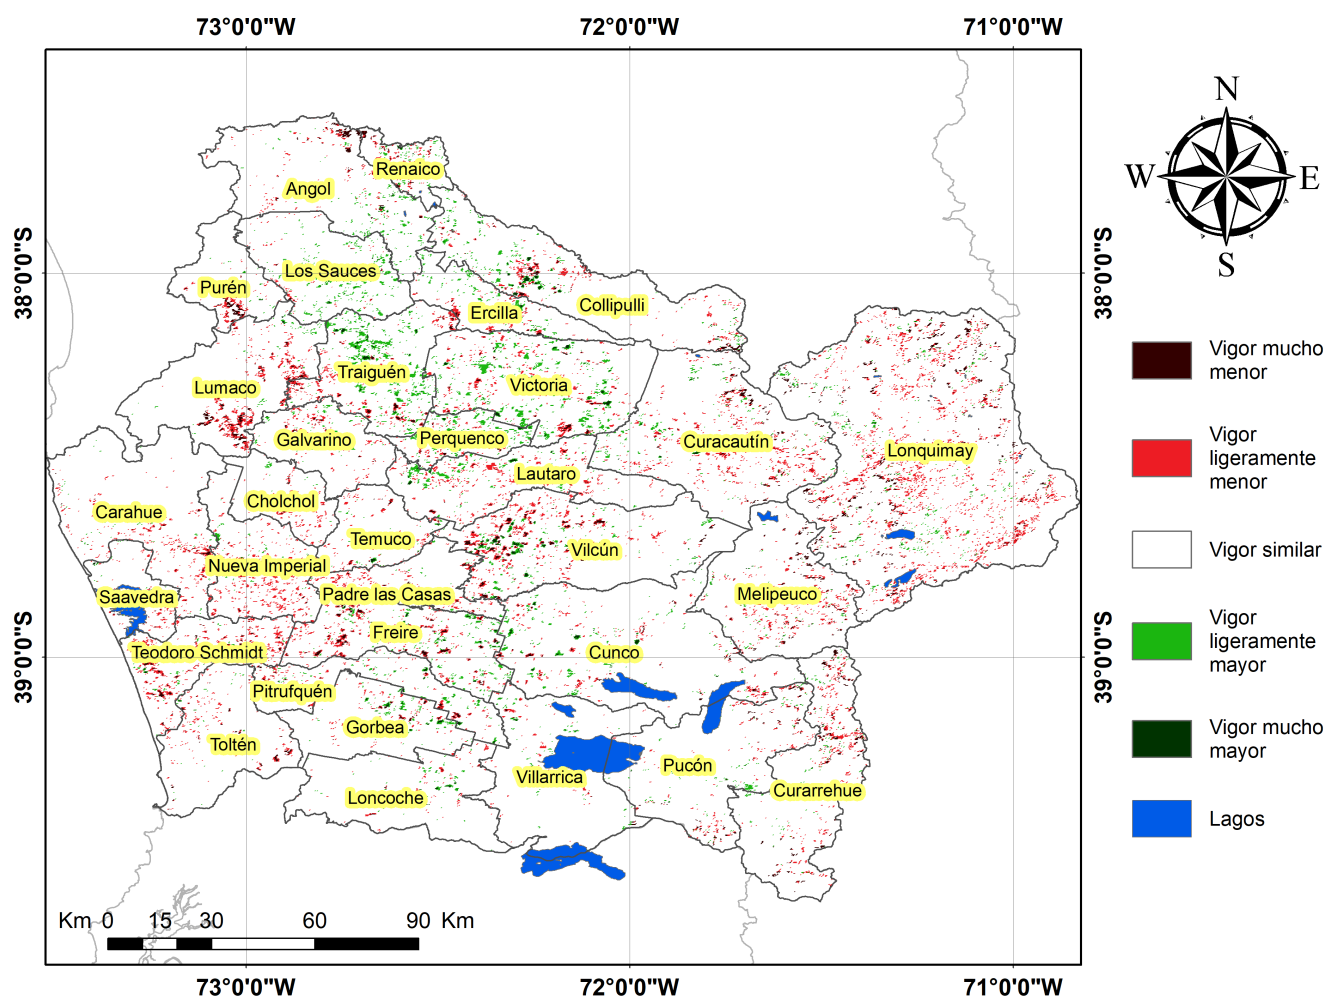 73°0'0"W
72°0'0"W
71°0'0"W
N
W
E
S
38°0'0"S
38°0'0"S
39°0'0"S
39°0'0"S
Renaico
Angol
Los Sauces
Purén
Collipulli
Ercilla
Traiguén
Victoria
Lumaco
Galvarino
Perquenco
Curacautín
Lonquimay
Lautaro
Cholchol
Carahue
Temuco
Vilcún
Nueva Imperial
Saavedra
Padre las Casas
Melipeuco
Freire
Teodoro Schmidt
Cunco
Pitrufquén
Gorbea
Toltén
Pucón
Villarrica
Curarrehue
Loncoche
Vigor mucho
menor
Vigor
ligeramente
menor
Vigor similar
Vigor
ligeramente
mayor
Vigor mucho
mayor
Lagos
Km 0 15 30 60 90 Km
73°0'0"W
72°0'0"W
71°0'0"W